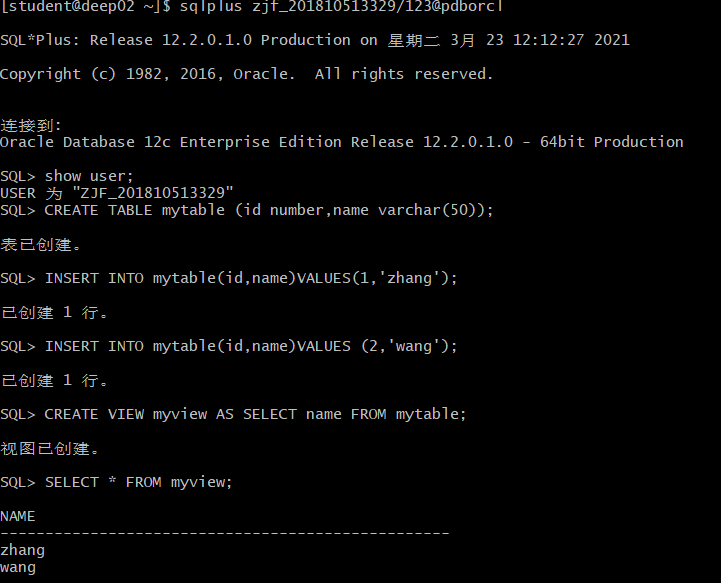 [student@deep02 ~]$ sqlplus zjf_201810513329/123@pdborcl
SQL*Plus: Release 12.2.0.1.0 Production on 星期二 3月 23 12:12:27 2021
Copyright (c) 1982, 2016, Oracle.  All rights reserved.
连接到:
Oracle Database 12c Enterprise Edition Release 12.2.0.1.0 - 64bit Production
SQL> show user;
USER 为 "ZJF_201810513329"
SQL> CREATE TABLE mytable (id number,name varchar(50));
表已创建。
SQL> INSERT INTO mytable(id,name)VALUES(1,'zhang');
已创建 1 行。
SQL> INSERT INTO mytable(id,name)VALUES (2,'wang');
已创建 1 行。
SQL> CREATE VIEW myview AS SELECT name FROM mytable;
视图已创建。
SQL> SELECT * FROM myview;
NAME
--------------------------------------------------
zhang
wang